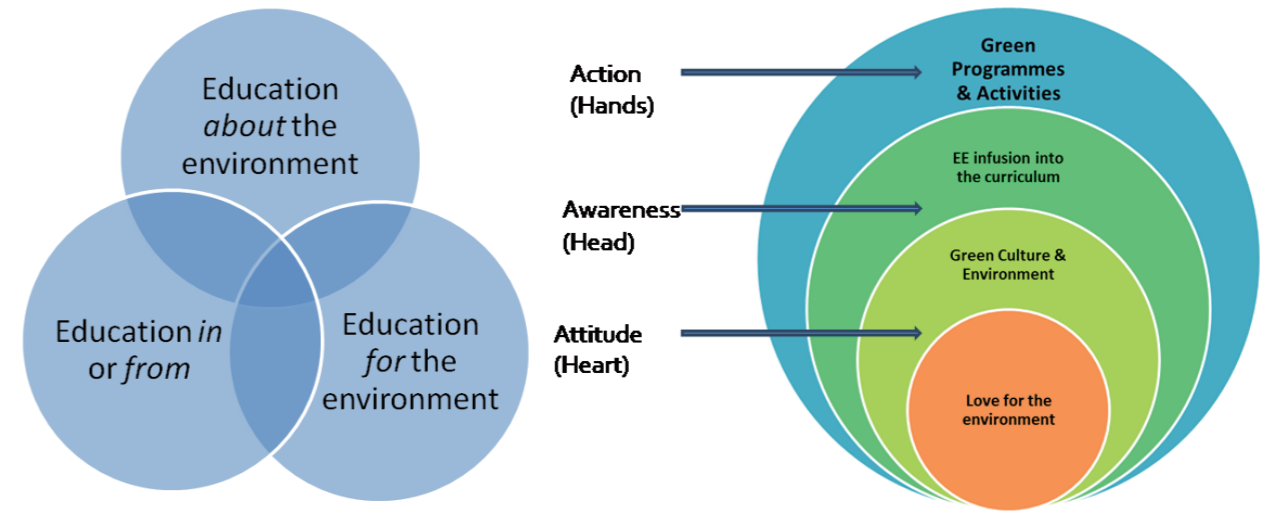 Education
about the
environment
Education in
or from
Education
for the
environment
Action
(Hands)
Awareness
(Head)
Attitude
(Heart)
Green
Programmes
& Activities
EE infusion into
the curriculum
Green Culture &
Environment
Love for the
environment